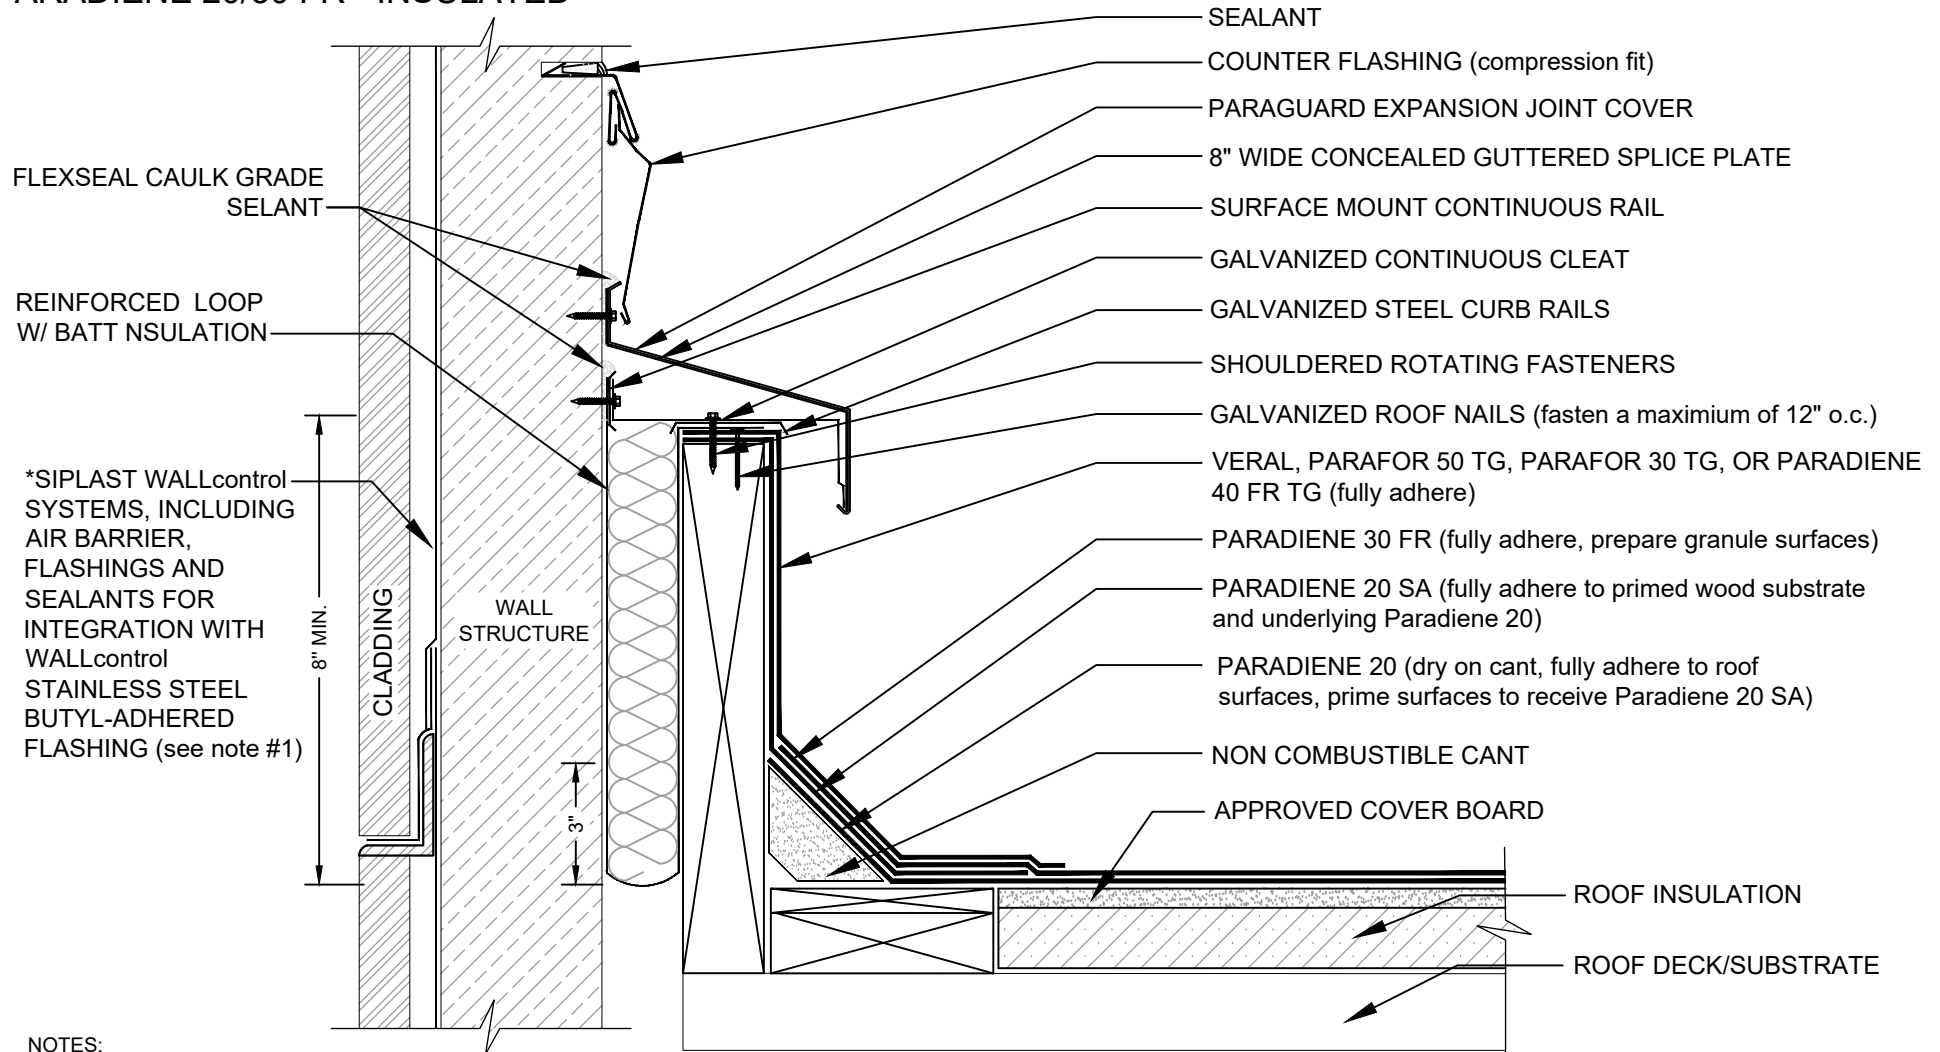 SEALANT
COUNTER FLASHING (compression fit)
PARAGUARD EXPANSION JOINT COVER
8" WIDE CONCEALED GUTTERED SPLICE PLATE
SURFACE MOUNT CONTINUOUS RAIL
GALVANIZED CONTINUOUS CLEAT
GALVANIZED STEEL CURB RAILS
SHOULDERED ROTATING FASTENERS
GALVANIZED ROOF NAILS (fasten a maximium of 12" o.c.)
VERAL, PARAFOR 50 TG, PARAFOR 30 TG, OR PARADIENE
40 FR TG (fully adhere)
PARADIENE 30 FR (fully adhere, prepare granule surfaces)
PARADIENE 20 SA (fully adhere to primed wood substrate
and underlying Paradiene 20)
PARADIENE 20 (dry on cant, fully adhere to roof
surfaces, prime surfaces to receive Paradiene 20 SA)
NON COMBUSTIBLE CANT
APPROVED COVER BOARD
ROOF INSULATION
ROOF DECK/SUBSTRATE
FLEXSEAL CAULK GRADE
SELANT
REINFORCED LOOP
W/ BATT NSULATION
*SIPLAST WALLcontrol
SYSTEMS, INCLUDING
AIR BARRIER,
FLASHINGS AND
SEALANTS FOR
INTEGRATION WITH
WALLcontrol
STAINLESS STEEL
BUTYL-ADHERED
FLASHING (see note #1)
8" MIN.
CLADDING
WALL
STRUCTURE
3"
NOTES: